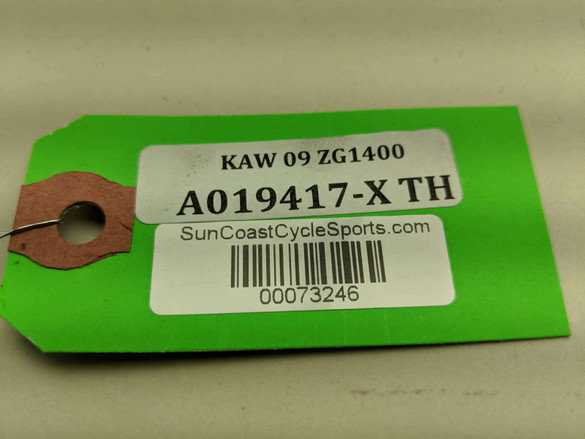 KAW 09 ZG1400
A019417-X TH
SunCoastCycleSports.com
00073246